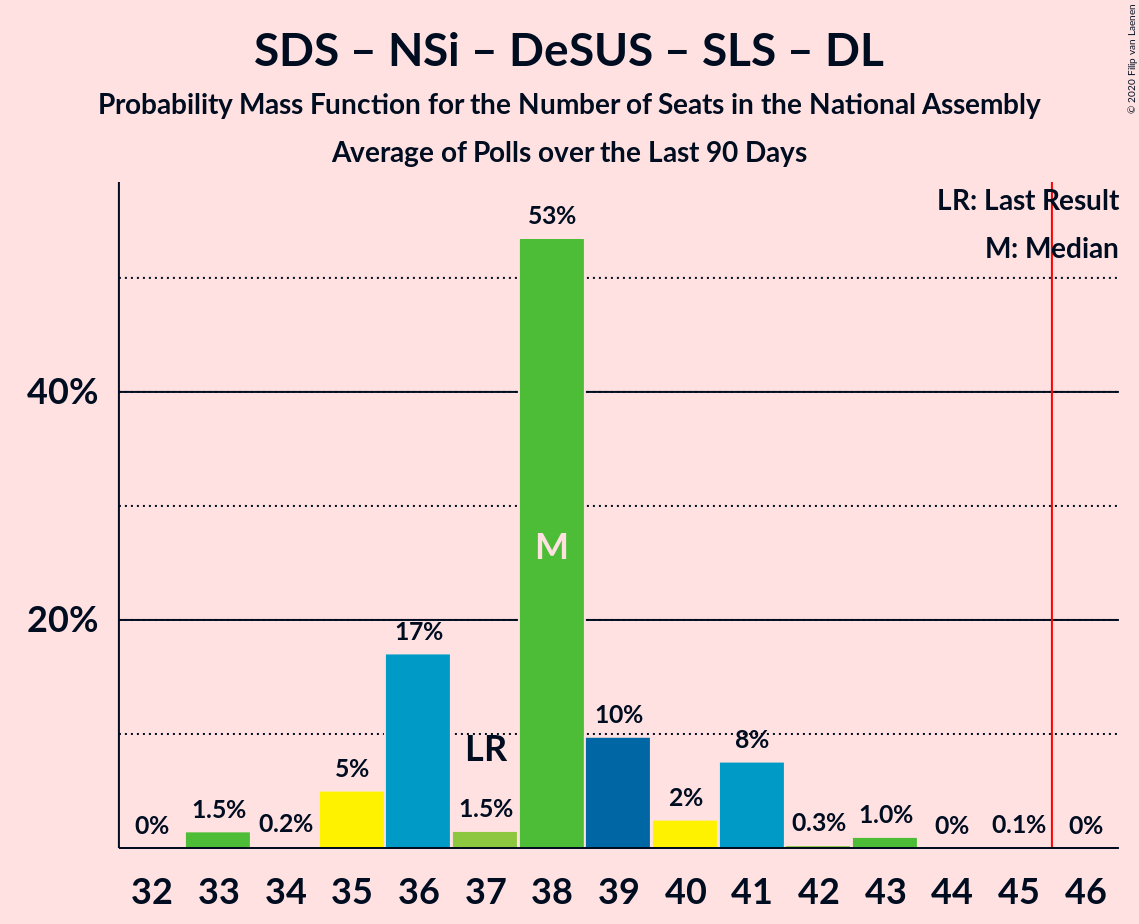 SDS – NSi – DeSUS – SLS – DL
Probability Mass Function for the Number of Seats in the National Assembly
Average of Polls over the Last 90 Days
© 2020 Filip van Laenen
LR: Last Result
M: Median
53%
40%
M
20%
17%
10%
LR
8%
5%
2%
1.5%
1.5%
0%
0.2%
0.3%
1.0%
0%
0.1%
0%
32 33 34 35 36 37 38 39 40 41 42 43 44 45 46